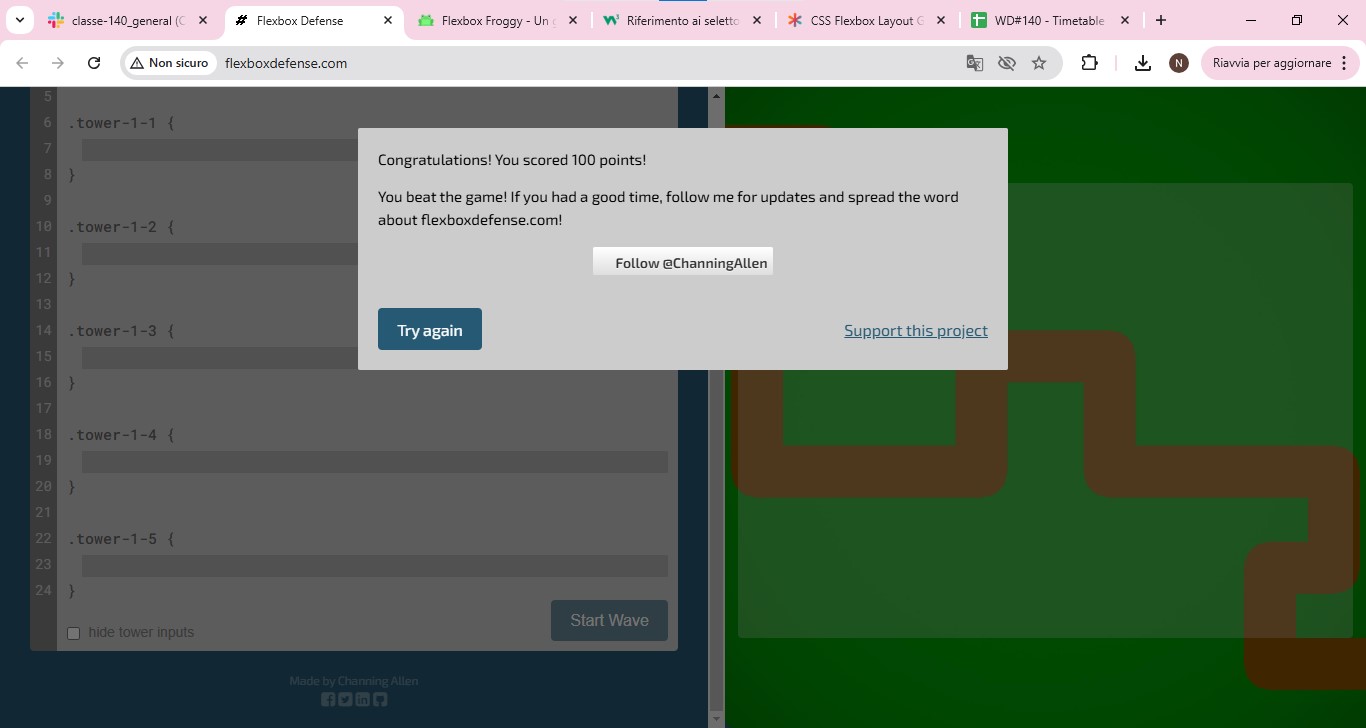 classe-140_general (C
Flexbox Defense
Flexbox Froggy - Un g
Riferimento ai seletto
CSS Flexbox Layout G
WD#140 - Timetable
Non sicuro
flexboxdefense.com
N
Riavvia per aggiornare
5
6 .tower-1-1 {
7
8 }
9
10 .tower-1-2 {
11
12 }
13
14 .tower-1-3 {
15
16 }
17
18 .tower-1-4 {
19
20 }
21
22 .tower-1-5 {
23
24 }
hide tower inputs
Start Wave
Made by Channing Allen
Congratulations! You scored 100 points!
You beat the game! If you had a good time, follow me for updates and spread the word
about flexboxdefense.com!
Follow @ChanningAllen
Try again
Support this project